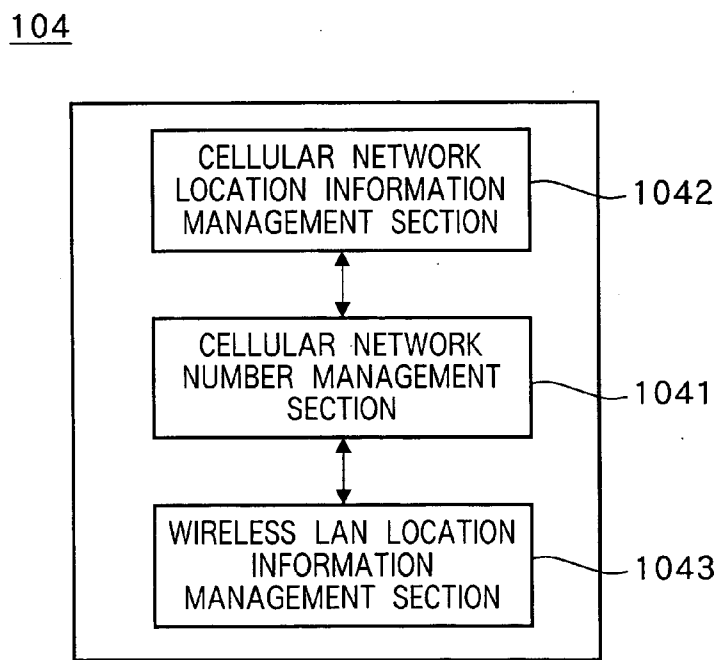 104
CELLULAR NETWORK
LOCATION INFORMATION
MANAGEMENT SECTION
1042
CELLULAR NETWORK
NUMBER MANAGEMENT
SECTION
1041
WIRELESS LAN LOCATION
INFORMATION
MANAGEMENT SECTION
1043